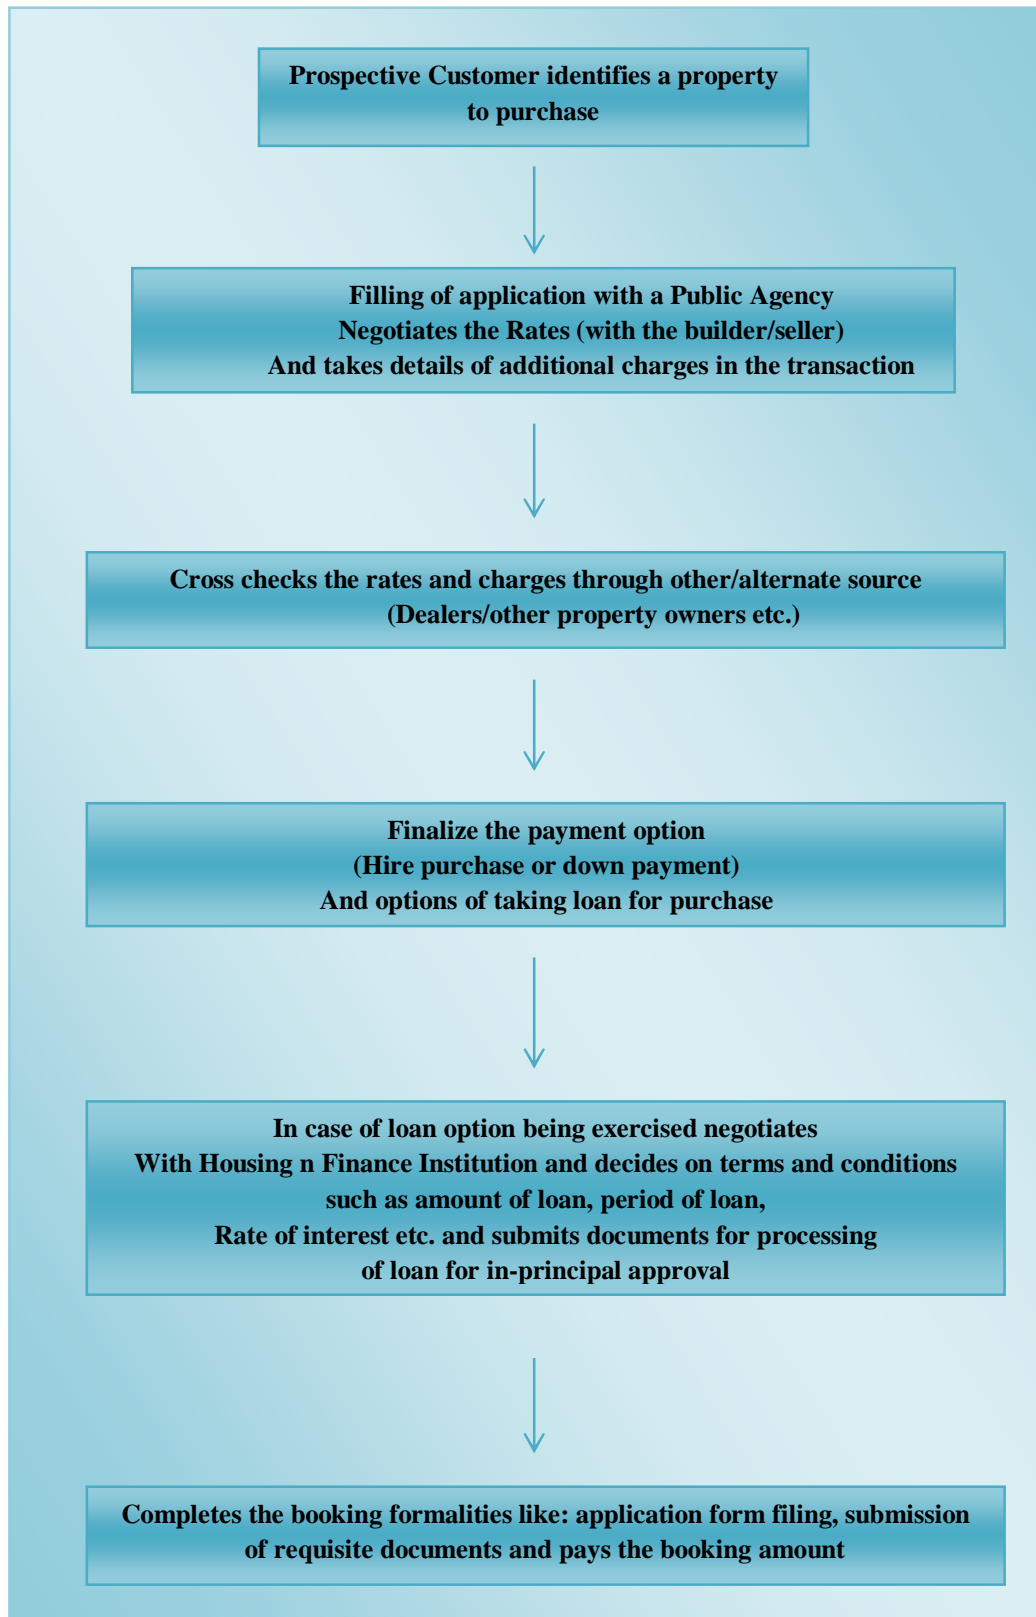 Prospective Customer identifies a property
to purchase
Filling of application with a Public Agency
Negotiates the Rates (with the builder/seller)
And takes details of additional charges in the transaction
Cross checks the rates and charges through other/alternate source
(Dealers/other property owners etc.)
Finalize the payment option
(Hire purchase or down payment)
And options of taking loan for purchase
In case of loan option being exercised negotiates
With Housing n Finance Institution and decides on terms and conditions
such as amount of loan, period of loan,
Rate of interest etc. and submits documents for processing
of loan for in-principal approval
Completes the booking formalities like: application form filing, submission
of requisite documents and pays the booking amount